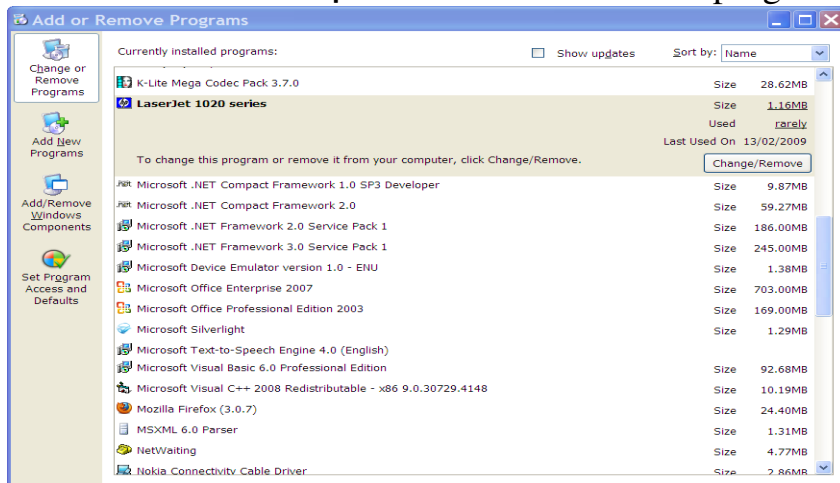 Add or Remove Programs
Change or
Remove
Programs
Add New
Programs
Add/Remove
Windows
Components
Set Program
Access and
Defaults
Currently installed programs:
Show updates
Sort by: Name
K-Lite Mega Codec Pack 3.7.0 Size 28.62MB
LaserJet 1020 series Size 1.16MB
Used rarely
Last Used On 13/02/2009
To change this program or remove it from your computer, click Change/Remove. Change/Remove
.NET Microsoft .NET Compact Framework 1.0 SP3 Developer Size 9.87MB
.NET Microsoft .NET Compact Framework 2.0 Size 59.27MB
Microsoft .NET Framework 2.0 Service Pack 1 Size 186.00MB
Microsoft .NET Framework 3.0 Service Pack 1 Size 245.00MB
Microsoft Device Emulator version 1.0 - ENU Size 1.38MB
Microsoft Office Enterprise 2007 Size 703.00MB
Microsoft Office Professional Edition 2003 Size 169.00MB
Microsoft Silverlight Size 1.29MB
Microsoft Text-to-Speech Engine 4.0 (English)
Microsoft Visual Basic 6.0 Professional Edition Size 92.68MB
Microsoft Visual C++ 2008 Redistributable - x86 9.0.30729.4148 Size 10.19MB
Mozilla Firefox (3.0.7) Size 24.40MB
MSXML 6.0 Parser Size 1.31MB
NetWaiting Size 4.77MB
Nokia Connectivity Cable Driver Size 2.86MB